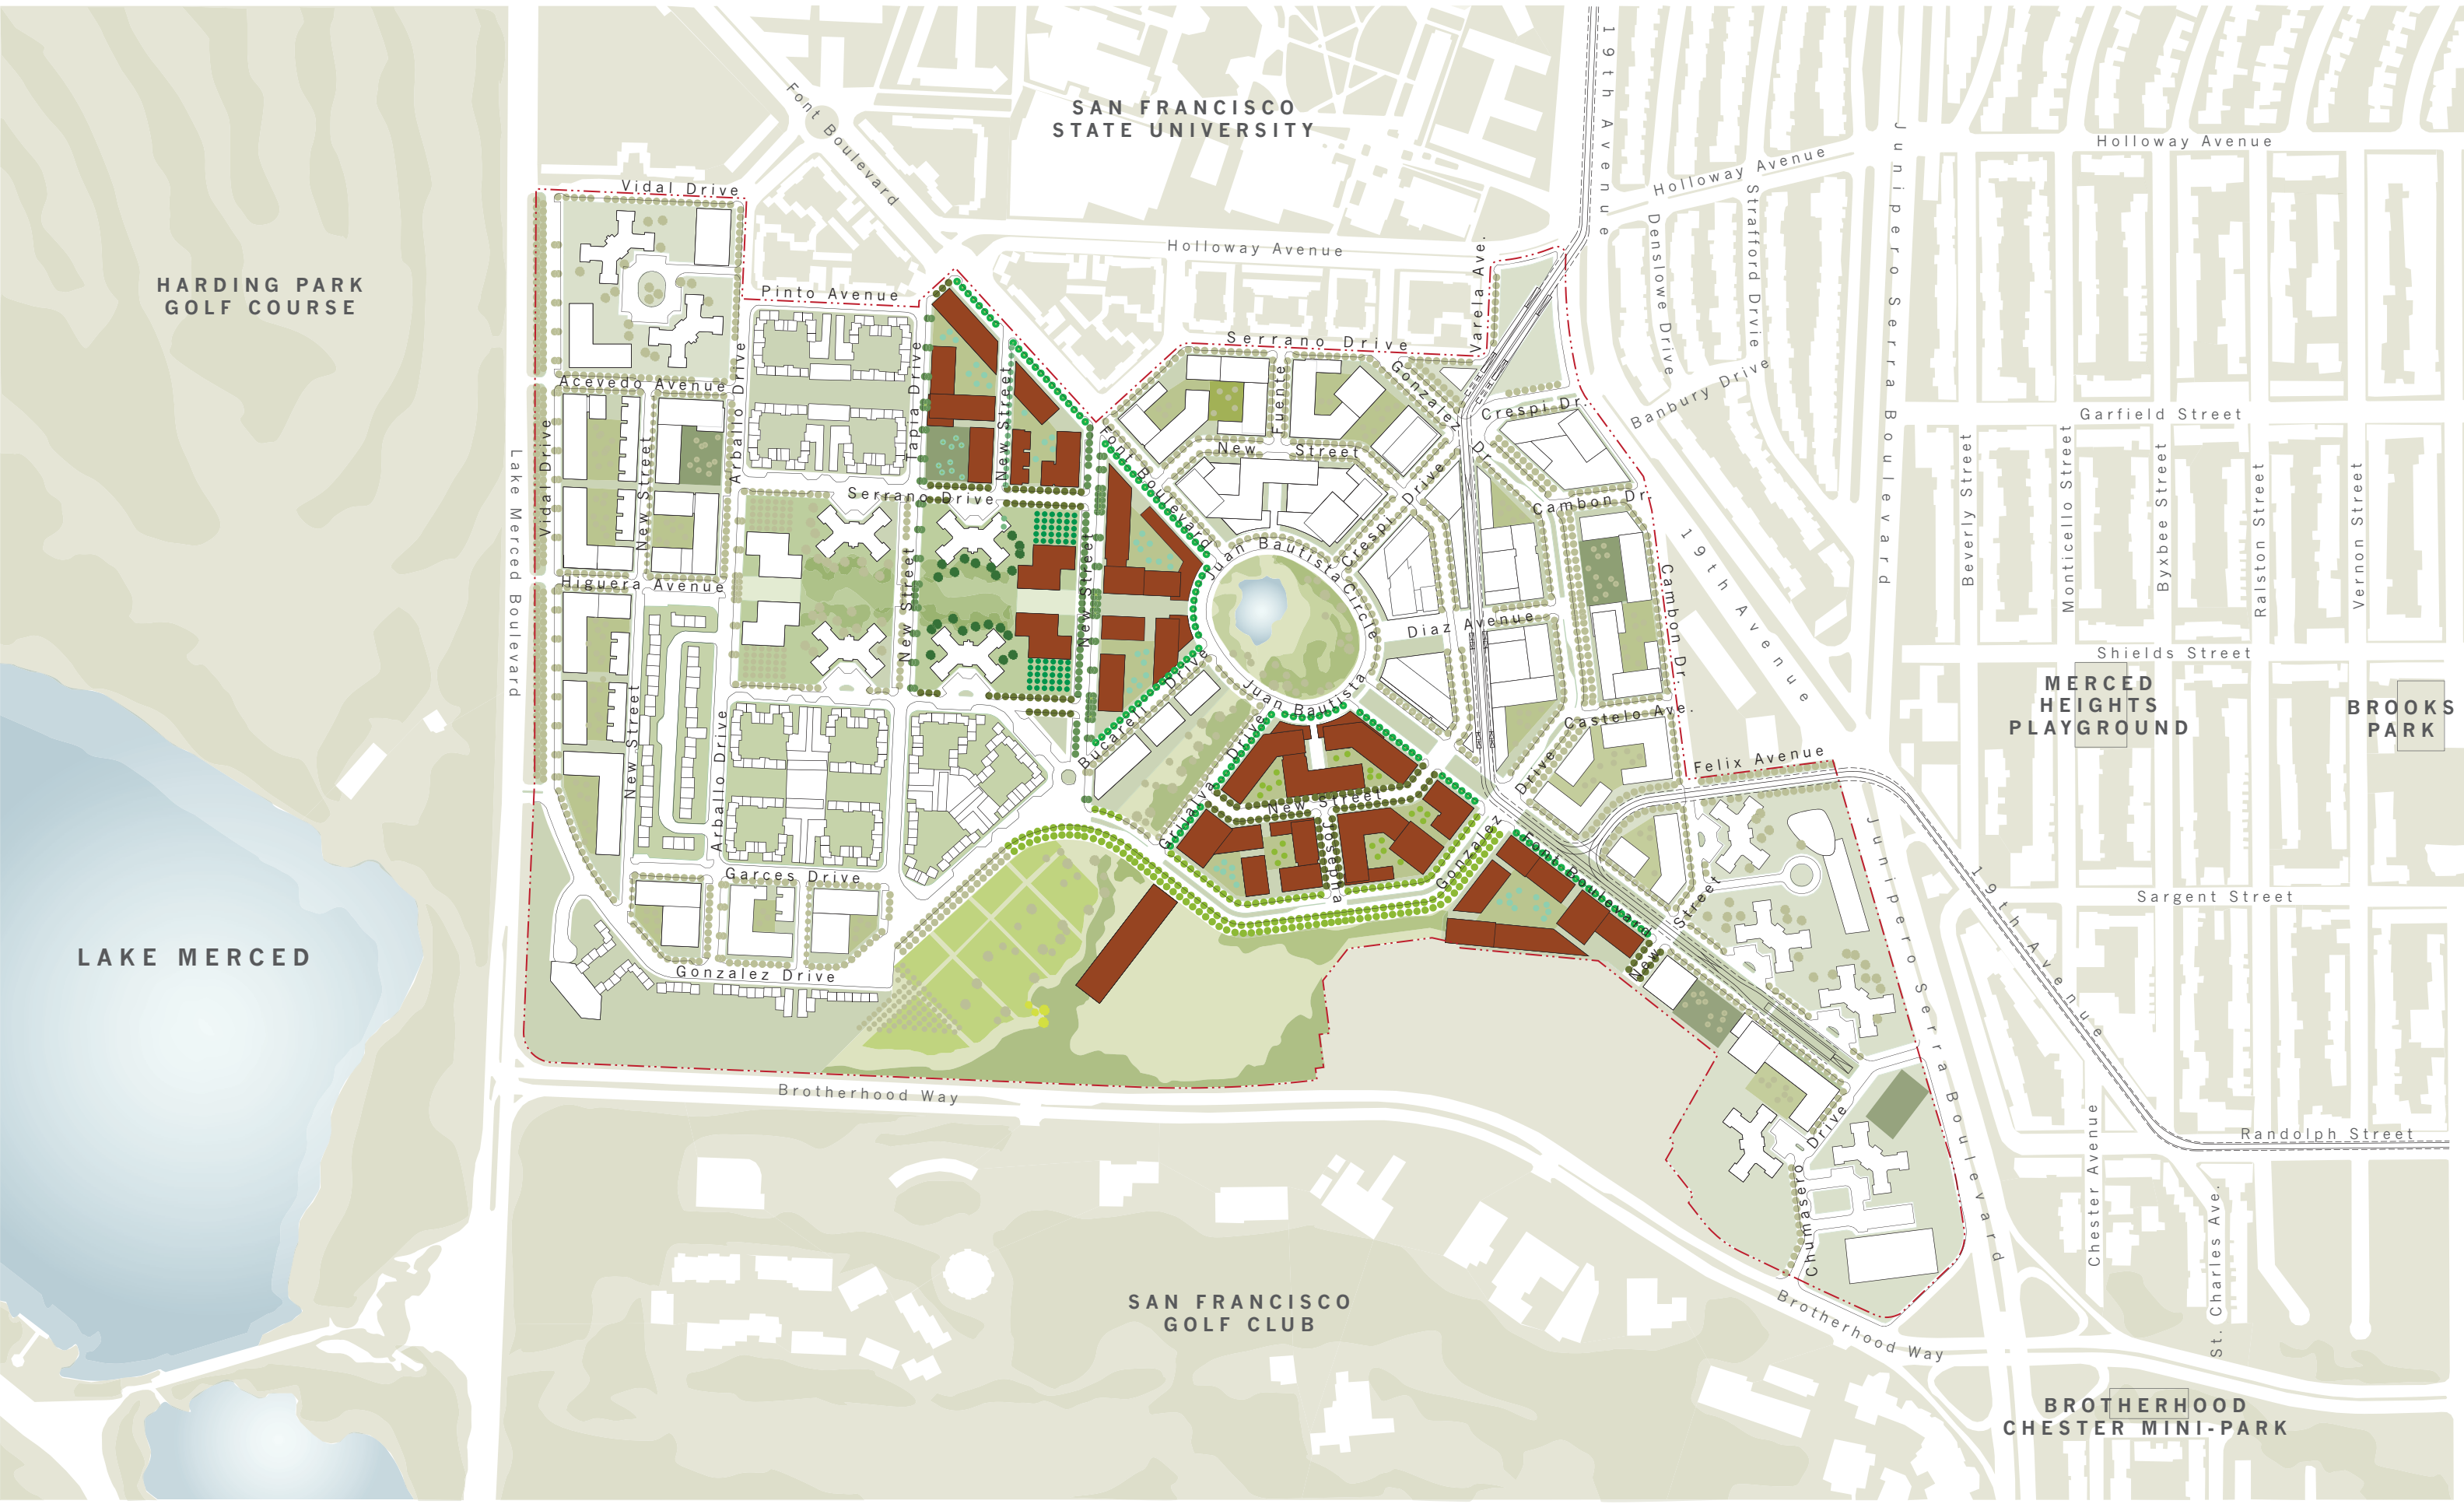 SAN FRANCISCO
STATE UNIVERSITY
19th Avenue
Holloway Avenue
Holloway Avenue
Font Boulevard
Junipero Serra Boulevard
Strafford Drvie
Denslowe Drive
Banbury Drive
Vidal Drive
Holloway Avenue
Varela Ave.
HARDING PARK
GOLF COURSE
Pinto Avenue
Serrano Drive
Gonzalez
Dr.
Crespi Dr.
Garfield Street
Acevedo Avenue
Arballo Drive
Tapia Drive
New Street
Fuente
New Street
Font Boulevard
Crespi Drive
Cambon Dr.
Vidal Drive
New Street
Lake Merced Boulevard
Serrano Drive
Beverly Street
Monticello Street
Byxbee Street
Ralston Street
Vernon Street
Higuera Avenue
New Street
New Street
Juan Bautista Circle
Diaz Avenue
Cambon Dr.
19th Avenue
Shields Street
MERCED
HEIGHTS
PLAYGROUND
BROOKS
PARK
Juan Bautista
Bucareli Drive
Castelo Ave.
Felix Avenue
New Street
Arballo Drive
Grijalva Drive
New Street
Josepha
Drive
Gonzalez
Font Boulevard
Garces Drive
Gonzalez Drive
New Street
Junipero Serra Boulevard
19th Avenue
Sargent Street
LAKE MERCED
Brotherhood Way
Chumasero Drive
Randolph Street
Chester Avenue
St. Charles Ave.
SAN FRANCISCO
GOLF CLUB
Brotherhood Way
BROTHERHOOD
CHESTER MINI-PARK